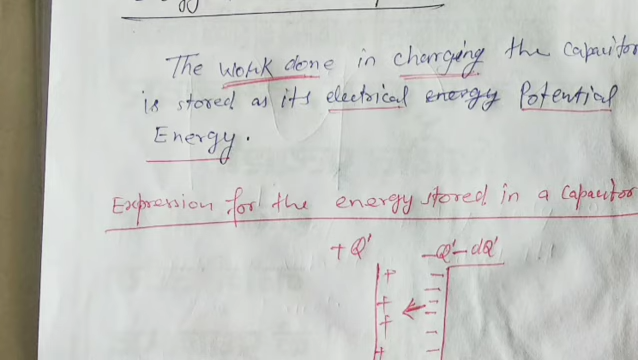 The work done in charging the capacitor
is stored as its electrical energy Potential
Energy.
Expression for the energy stored in a capacitor
+Q' -Q'-dQ'